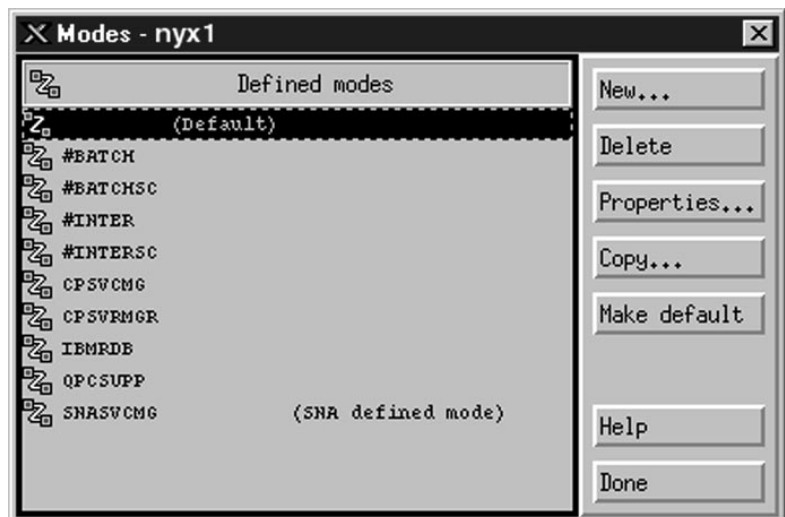 Modes - nyx1
Defined modes
(Default)
#BATCH
#BATCHSC
#INTER
#INTERSC
CPSVCMG
CPSVRMGR
IBMRDB
QPCSUPP
SNASVCMG (SNA defined mode)
New...
Delete
Properties...
Copy...
Make default
Help
Done